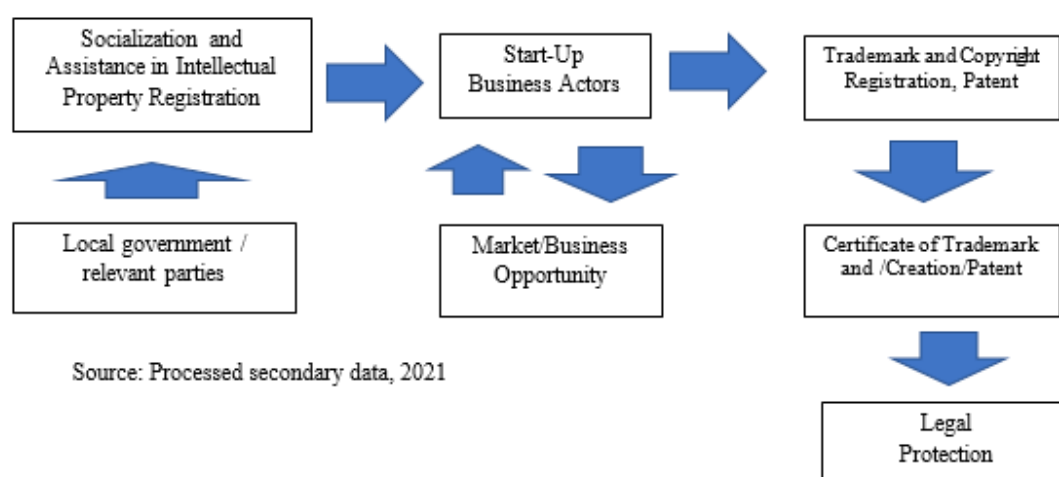 Socialization and
Assistance in Intellectual
Property Registration
Start-Up
Business Actors
Trademark and Copyright
Registration, Patent
Local government /
relevant parties
Market/Business
Opportunity
Certificate of Trademark
and /Creation/Patent
Source: Processed secondary data, 2021
Legal
Protection